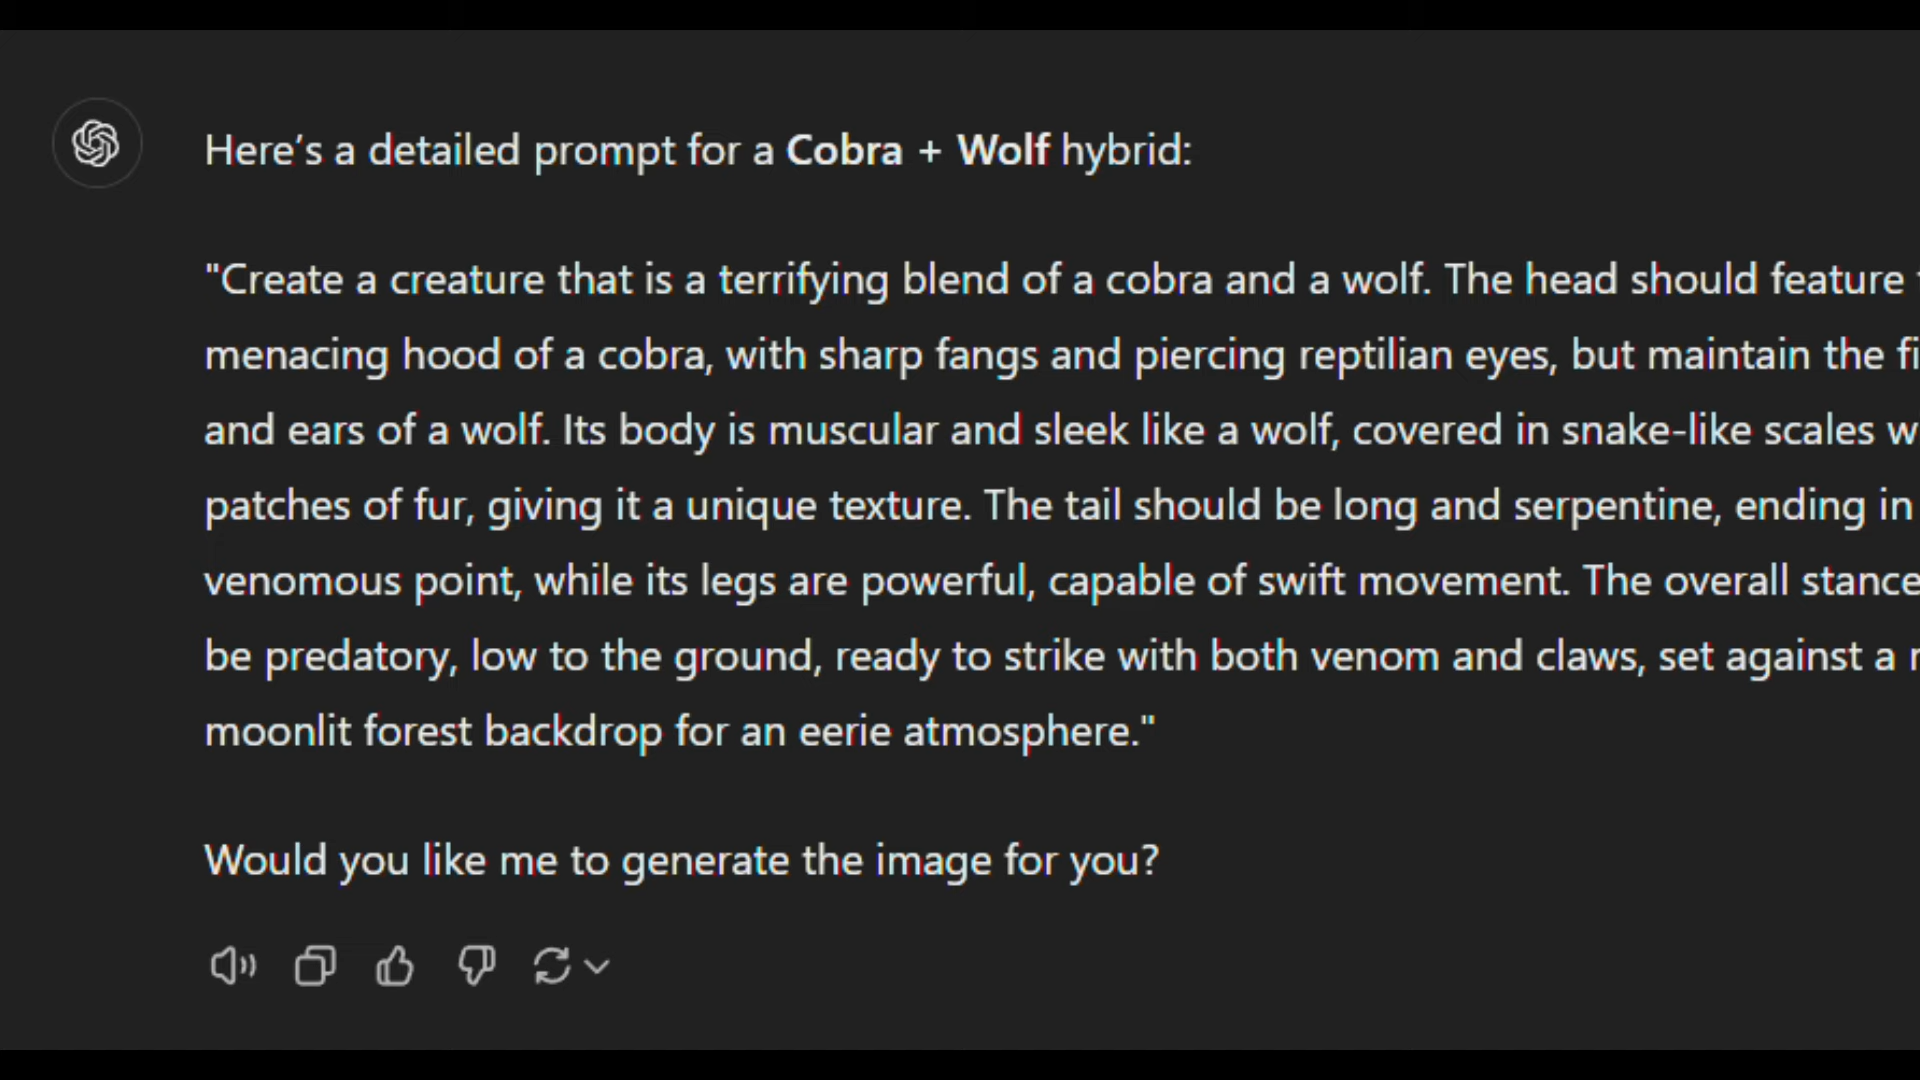 Here's a detailed prompt for a Cobra + Wolf hybrid:
"Create a creature that is a terrifying blend of a cobra and a wolf. The head should feature
menacing hood of a cobra, with sharp fangs and piercing reptilian eyes, but maintain the
and ears of a wolf. Its body is muscular and sleek like a wolf, covered in snake-like scales
patches of fur, giving it a unique texture. The tail should be long and serpentine, ending in
venomous point, while its legs are powerful, capable of swift movement. The overall stance
be predatory, low to the ground, ready to strike with both venom and claws, set against a
moonlit forest backdrop for an eerie atmosphere."
Would you like me to generate the image for you?